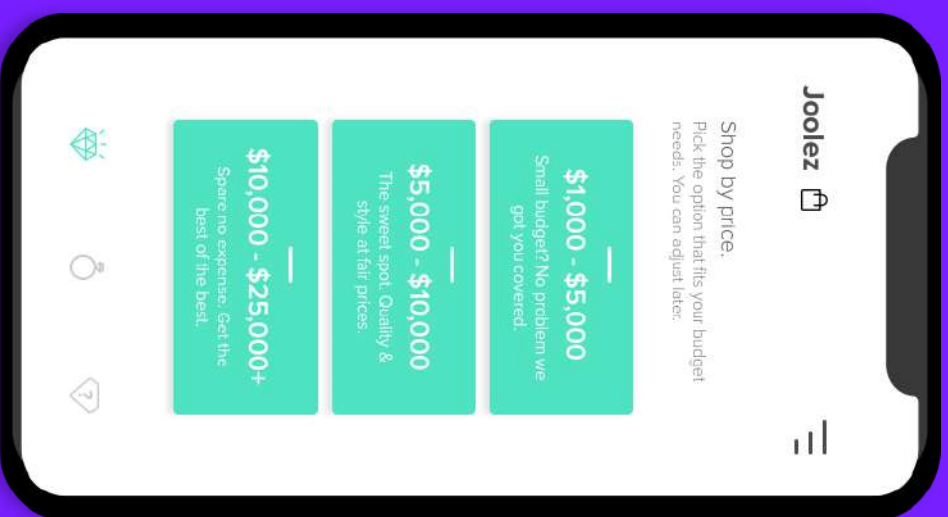 Joolez
Shop by price.
Pick the option that fits your budget
needs. You can adjust later.
$1,000 - $5,000
Small budget? No problem we
got you covered.
$5,000 - $10,000
The sweet spot. Quality &
style at fair prices.
$10,000 - $25,000+
Spare no expense. Get the
best of the best.
?